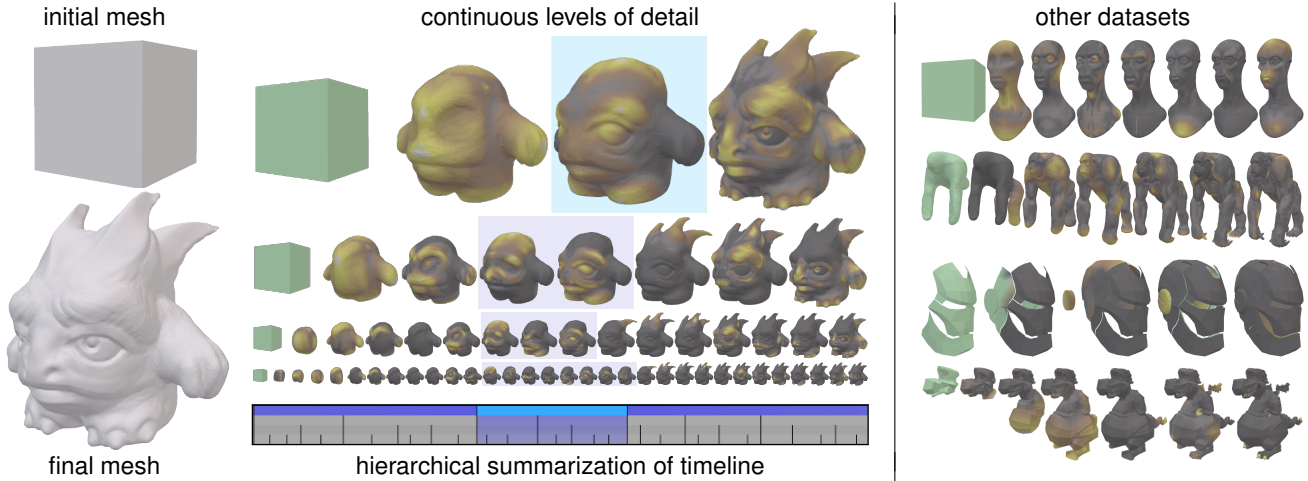 initial mesh
continuous levels of detail
other datasets
final mesh
hierarchical summarization of timeline